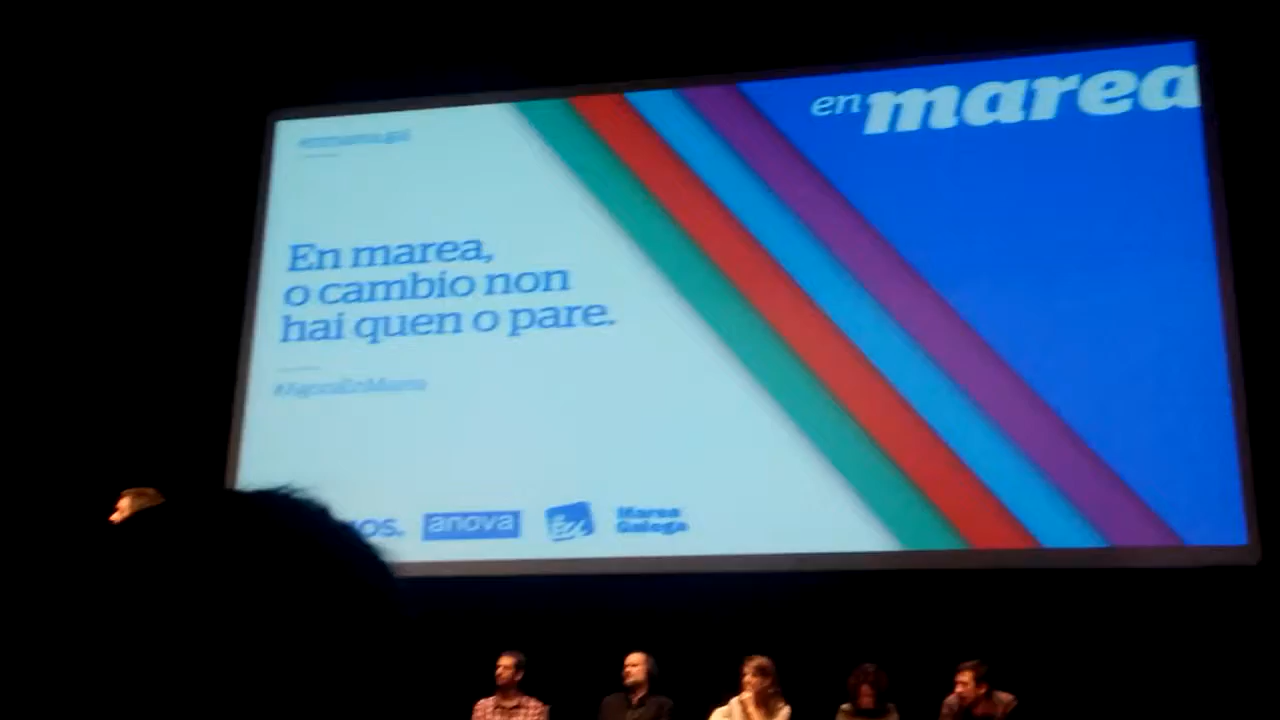 en marea
En marea,
o cambio non
hai quen o pare.
anova
Marea
Galega